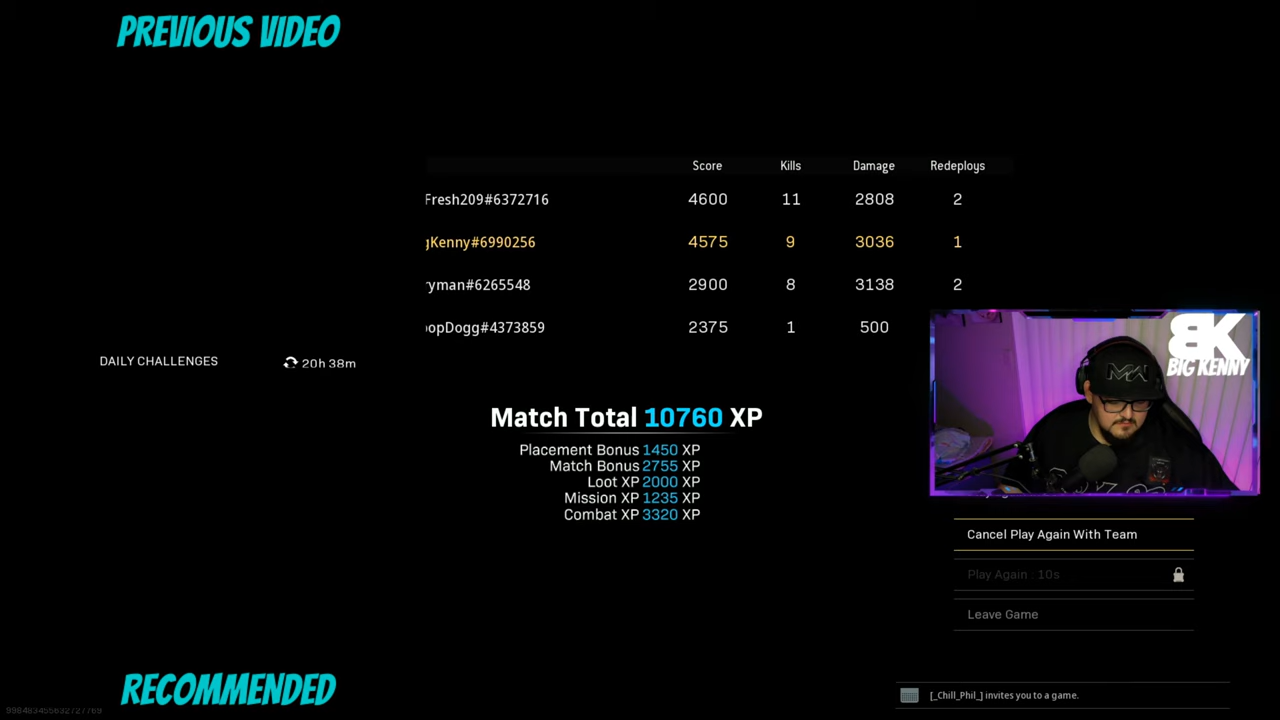 PREVIOUS VIDEO
Score Kills Damage Redeploys
Fresh209#6372716 4600 11 2808 2
gKenny#6990256 4575 9 3036 1
ryman#6265548 2900 8 3138 2
opDogg#4373859 2375 1 500
BK
BIG KENNY
DAILY CHALLENGES 20h 38m
Match Total 10760 XP
Placement Bonus 1450 XP
Match Bonus 2755 XP
Loot XP 2000 XP
Mission XP 1235 XP
Combat XP 3320 XP
Cancel Play Again With Team
Play Again : 10s
Leave Game
RECOMMENDED
[_Chill_Phil_] invites you to a game.